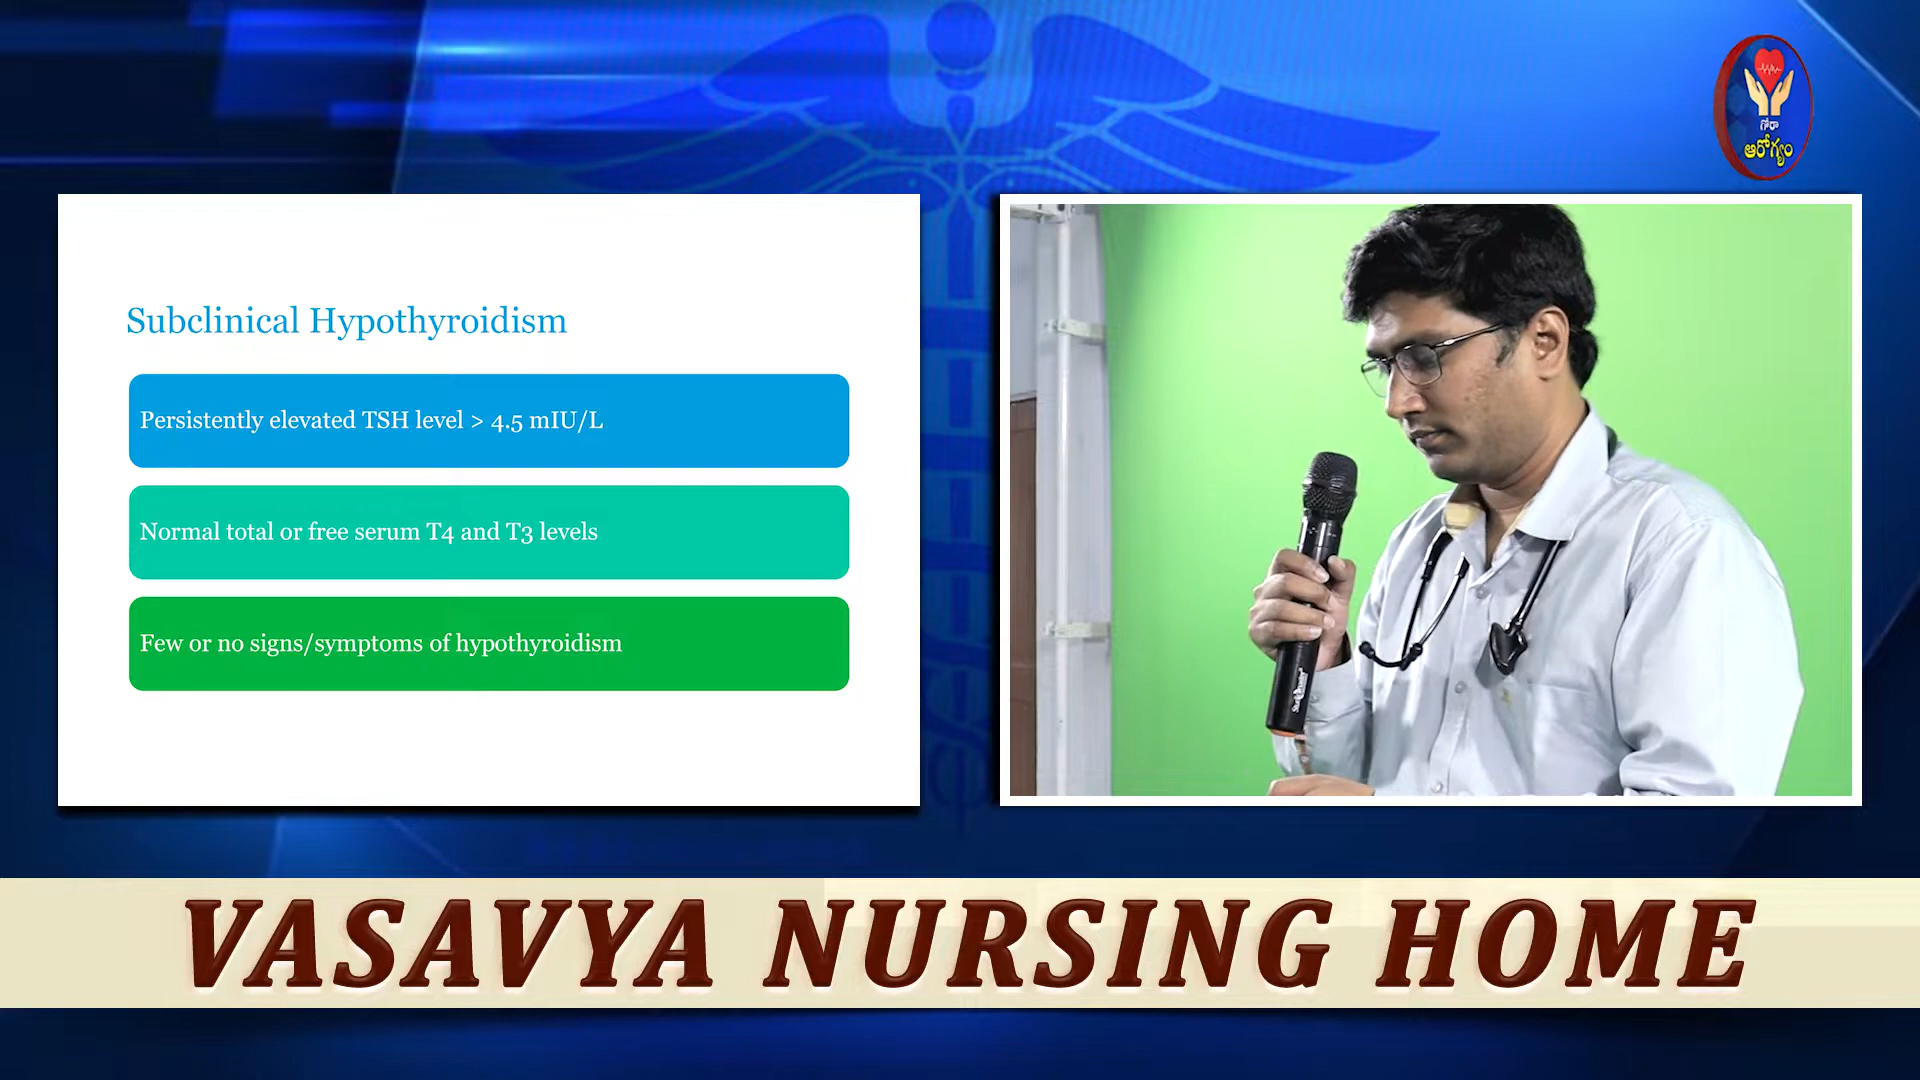 గోరా
ఆరోగ్యం
Subclinical Hypothyroidism
Persistently elevated TSH level > 4.5 mIU/L
Normal total or free serum T4 and T3 levels
Few or no signs/symptoms of hypothyroidism
VASAVYA NURSING HOME